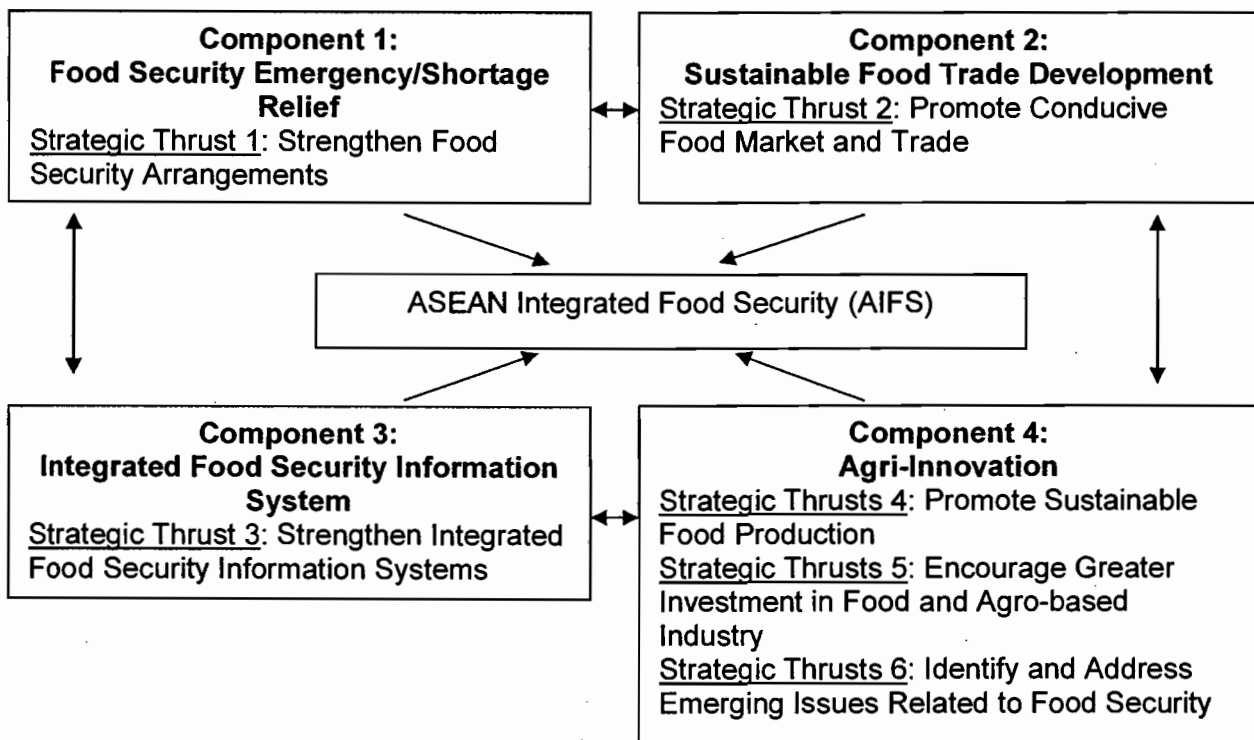 Component 1:
Food Security Emergency/Shortage
Relief
Strategic Thrust 1: Strengthen Food
Security Arrangements
Component 2:
Sustainable Food Trade Development
Strategic Thrust 2: Promote Conducive
Food Market and Trade
ASEAN Integrated Food Security (AIFS)
Component 3:
Integrated Food Security Information
System
Strategic Thrust 3: Strengthen Integrated
Food Security Information Systems
Component 4:
Agri-Innovation
Strategic Thrusts 4: Promote Sustainable
Food Production
Strategic Thrusts 5: Encourage Greater
Investment in Food and Agro-based
Industry
Strategic Thrusts 6: Identify and Address
Emerging Issues Related to Food Security